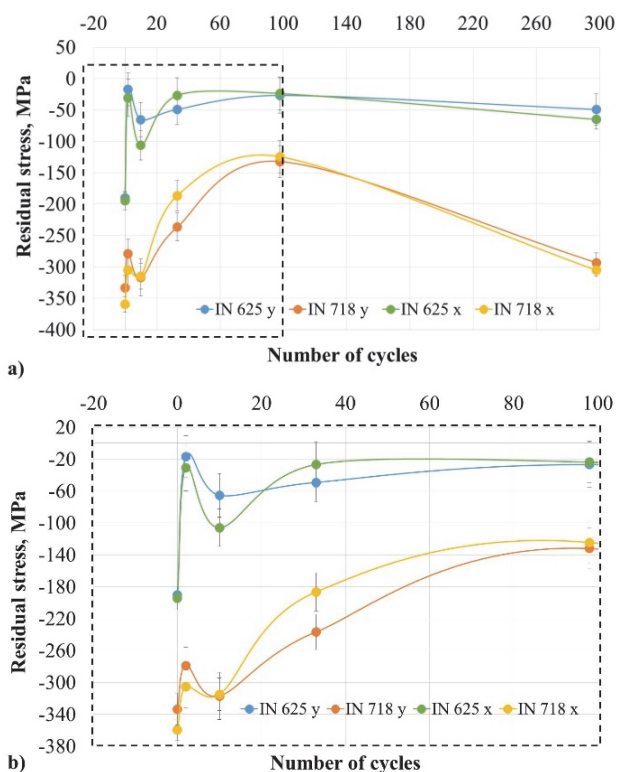 -20 20 60 100 140 180 220 260 300
50
0
-50
-100
-150
-200
-250
-300
-350
-400
Residual stress, MPa
IN 625 y IN 718 y IN 625 x IN 718 x
Number of cycles
a)
-20 0 20 40 60 80 100
20
-20
-60
-100
-140
-180
-220
-260
-300
-340
-380
Residual stress, MPa
IN 625 y IN 718 y IN 625 x IN 718 x
Number of cycles
b)